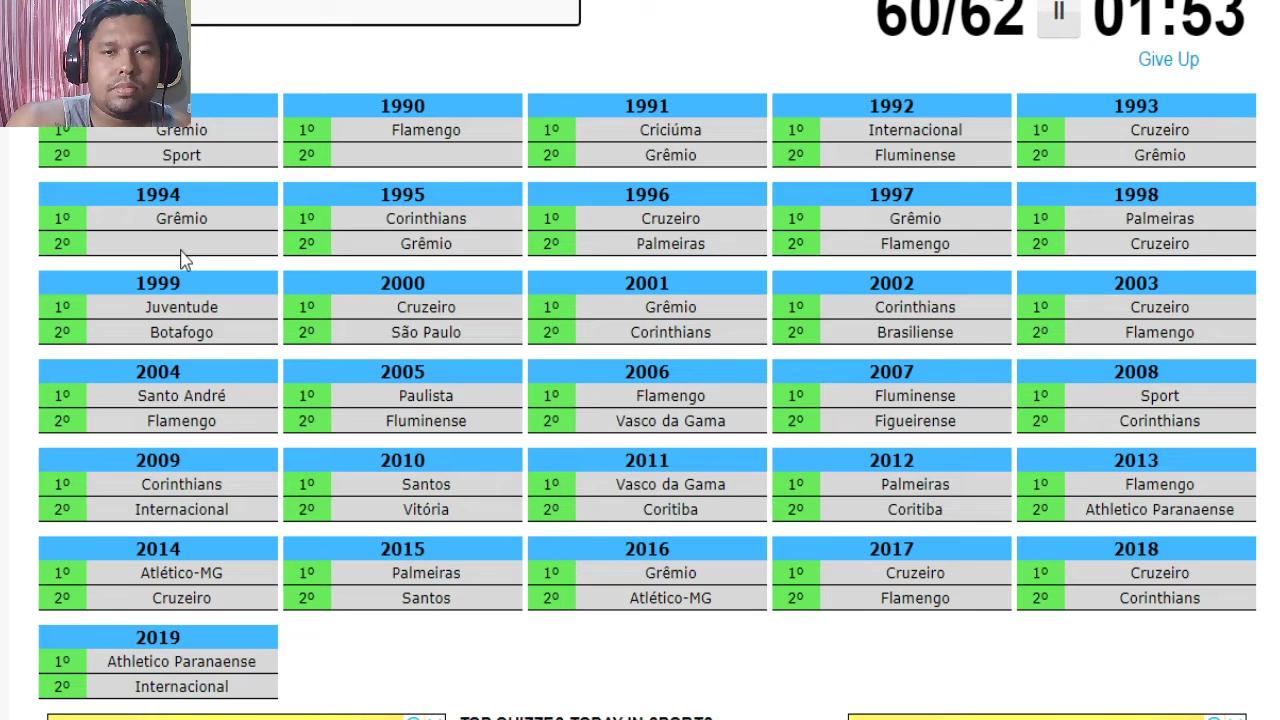 60/62 II 01:53
Give Up
1990 1991 1992 1993
1º Grêmio 1º Flamengo 1º Criciúma 1º Internacional 1º Cruzeiro
2º Sport 2º 2º Grêmio 2º Fluminense 2º Grêmio
1994 1995 1996 1997 1998
1º Grêmio 1º Corinthians 1º Cruzeiro 1º Grêmio 1º Palmeiras
2º 2º Grêmio 2º Palmeiras 2º Flamengo 2º Cruzeiro
1999 2000 2001 2002 2003
1º Juventude 1º Cruzeiro 1º Grêmio 1º Corinthians 1º Cruzeiro
2º Botafogo 2º São Paulo 2º Corinthians 2º Brasiliense 2º Flamengo
2004 2005 2006 2007 2008
1º Santo André 1º Paulista 1º Flamengo 1º Fluminense 1º Sport
2º Flamengo 2º Fluminense 2º Vasco da Gama 2º Figueirense 2º Corinthians
2009 2010 2011 2012 2013
1º Corinthians 1º Santos 1º Vasco da Gama 1º Palmeiras 1º Flamengo
2º Internacional 2º Vitória 2º Coritiba 2º Coritiba 2º Athletico Paranaense
2014 2015 2016 2017 2018
1º Atlético-MG 1º Palmeiras 1º Grêmio 1º Cruzeiro 1º Cruzeiro
2º Cruzeiro 2º Santos 2º Atlético-MG 2º Flamengo 2º Corinthians
2019
1º Athletico Paranaense
2º Internacional
TOP QUIZZES TODAY IN SPORTS